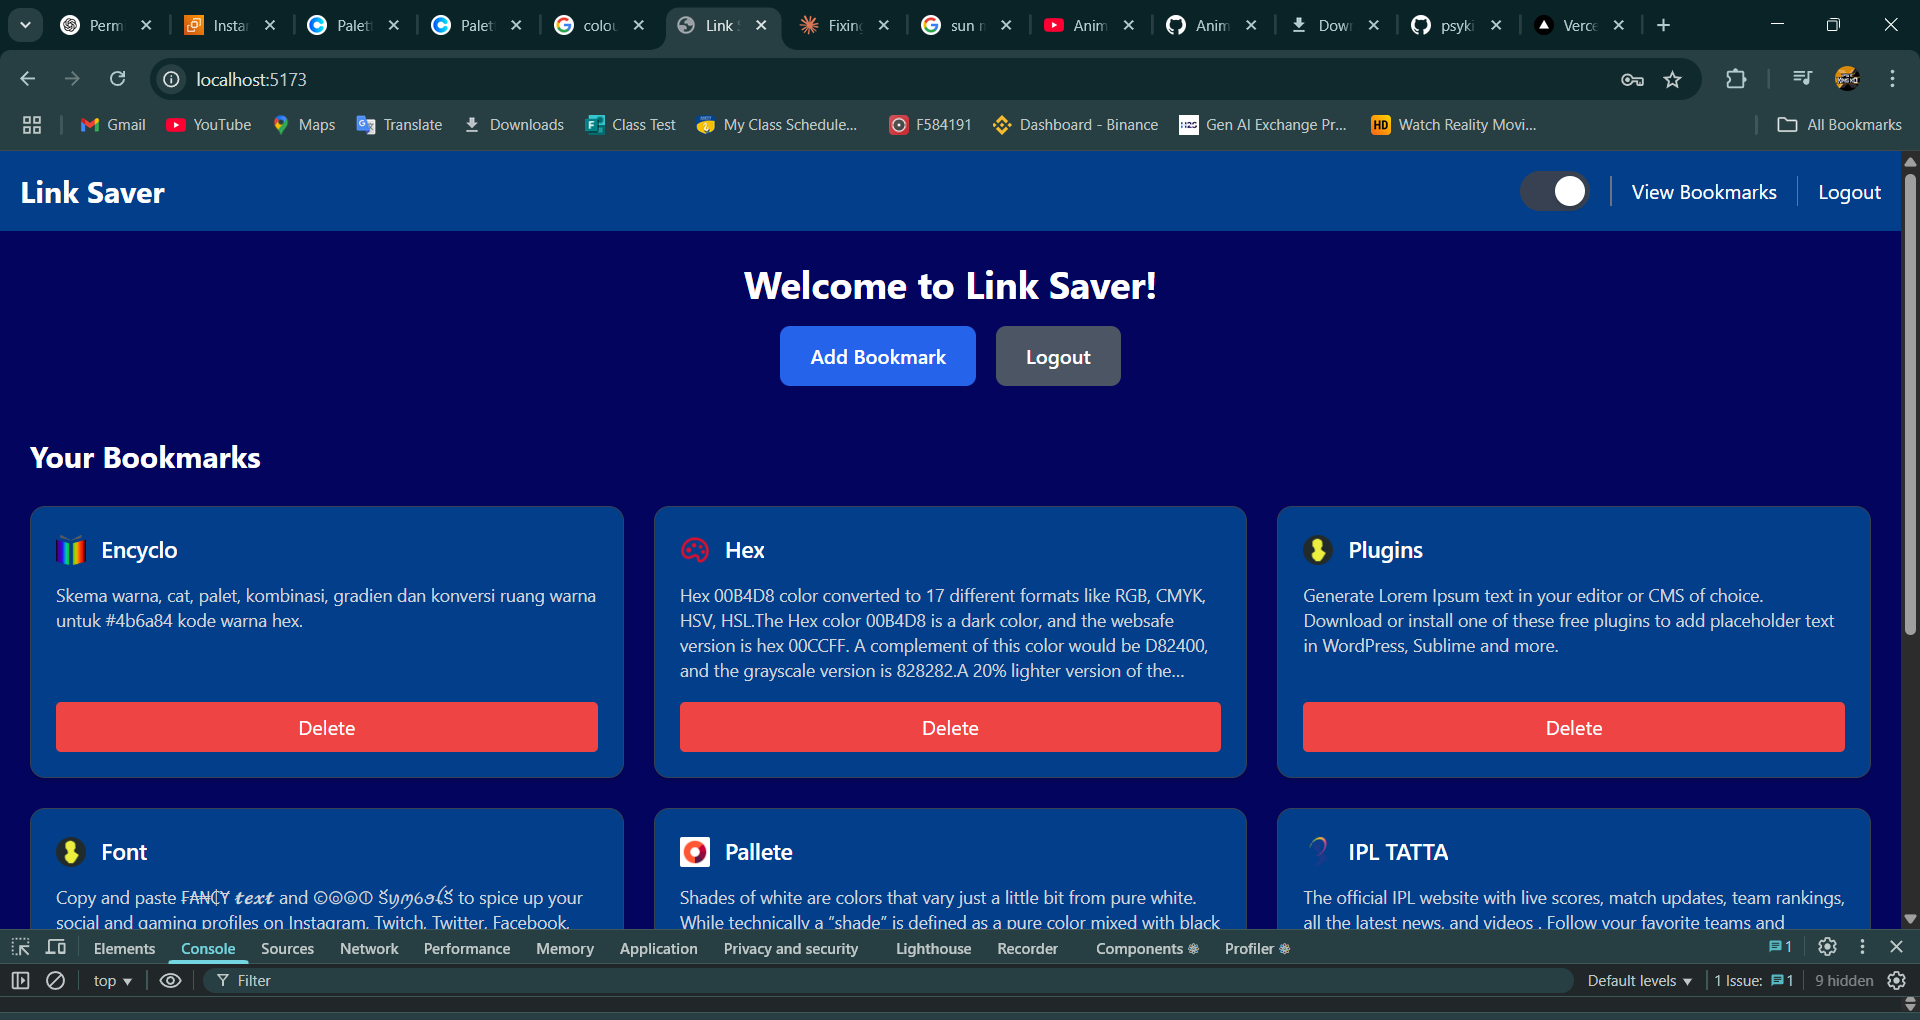 Perm
Instar
Palet
Palet
colou
Link S
Fixing
sun r
Anim
Anim
Dow
psyki
Verce
localhost:5173
Gmail
YouTube
Maps
Translate
Downloads
Class Test
My Class Schedule...
F584191
Dashboard - Binance
Gen AI Exchange Pr...
Watch Reality Movi...
All Bookmarks
Link Saver
View Bookmarks
Logout
Welcome to Link Saver!
Add Bookmark
Logout
Your Bookmarks
Encyclo
Skema warna, cat, palet, kombinasi, gradien dan konversi ruang warna
untuk #4b6a84 kode warna hex.
Delete
Hex
Hex 00B4D8 color converted to 17 different formats like RGB, CMYK,
HSV, HSL.The Hex color 00B4D8 is a dark color, and the websafe
version is hex 00CCFF. A complement of this color would be D82400,
and the grayscale version is 828282.A 20% lighter version of the...
Delete
Plugins
Generate Lorem Ipsum text in your editor or CMS of choice.
Download or install one of these free plugins to add placeholder text
in WordPress, Sublime and more.
Delete
Font
Copy and paste ₣₳₦₵Ɏ 𝓽𝓮𝔁𝓽 and to spice up your
social and gaming profiles on Instagram, Twitch, Twitter, Facebook,
Pallete
Shades of white are colors that vary just a little bit from pure white.
While technically a “shade” is defined as a pure color mixed with black
IPL TATTA
The official IPL website with live scores, match updates, team rankings,
all the latest news, and videos . Follow your favorite teams and
Elements
Console
Sources
Network
Performance
Memory
Application
Privacy and security
Lighthouse
Recorder
Components
Profiler
1
top
Filter
Default levels
1 Issue:
1
9 hidden